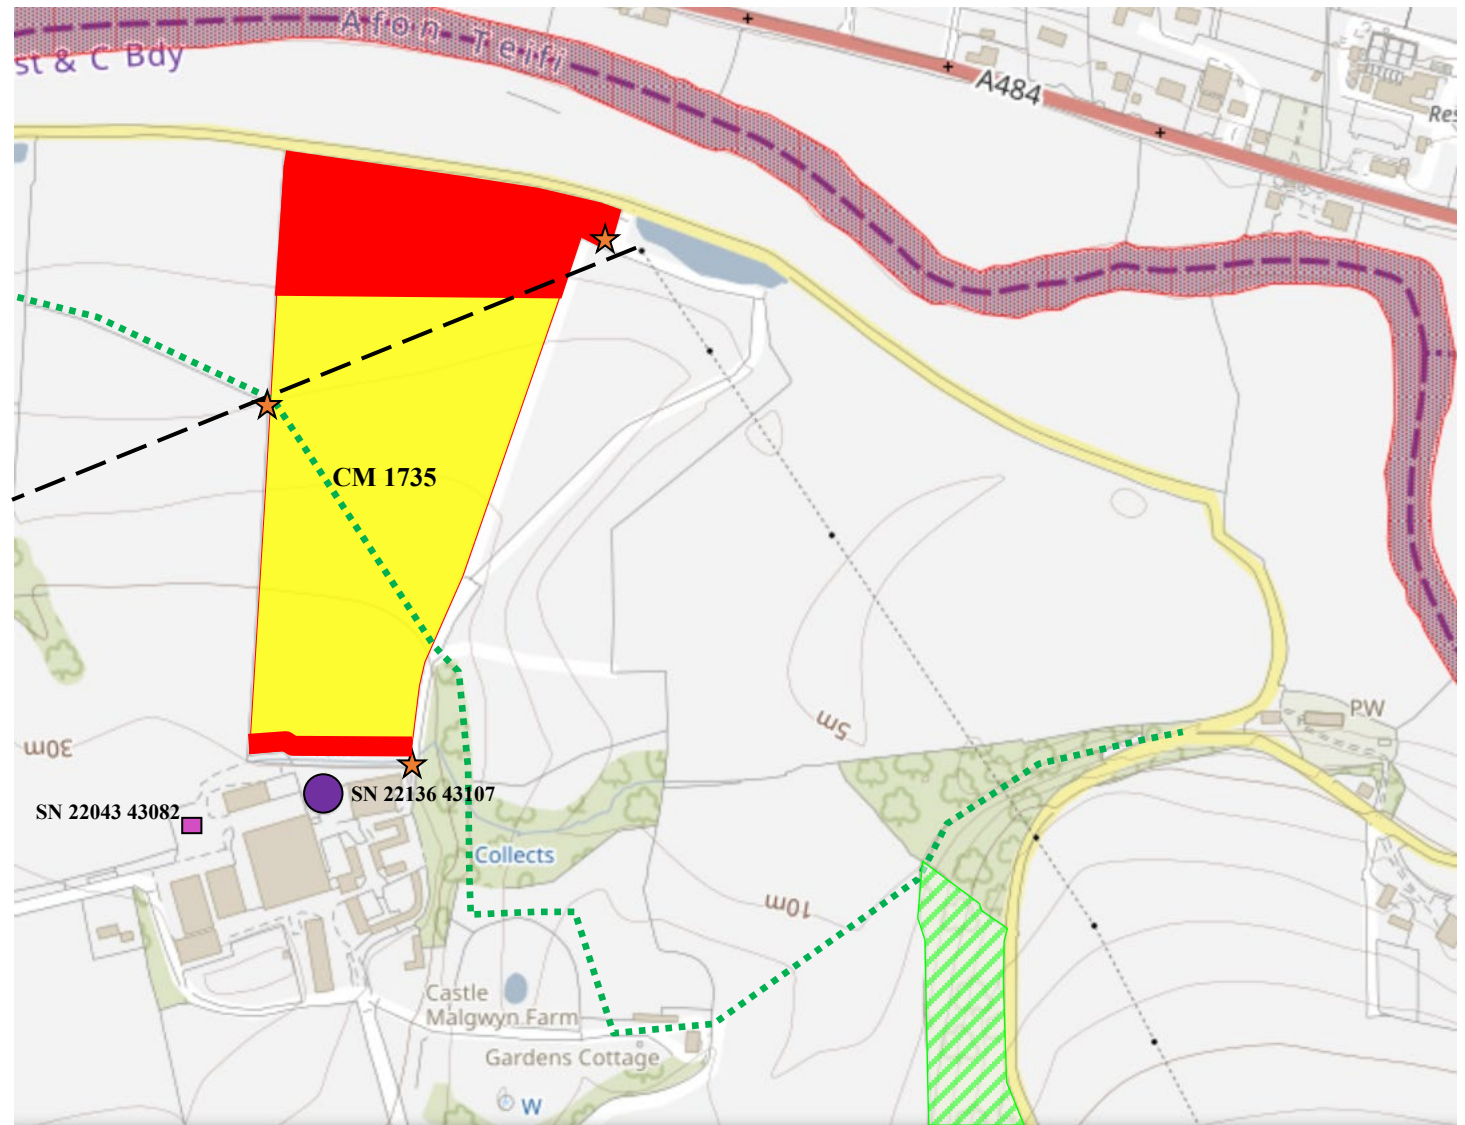 Afon Teifi
st & C Bdy
A484
Res
CM 1735
5m
PW
30m
SN 22136 43107
SN 22043 43082
Collects
10m
Castle
Malgwyn Farm
Gardens Cottage
W